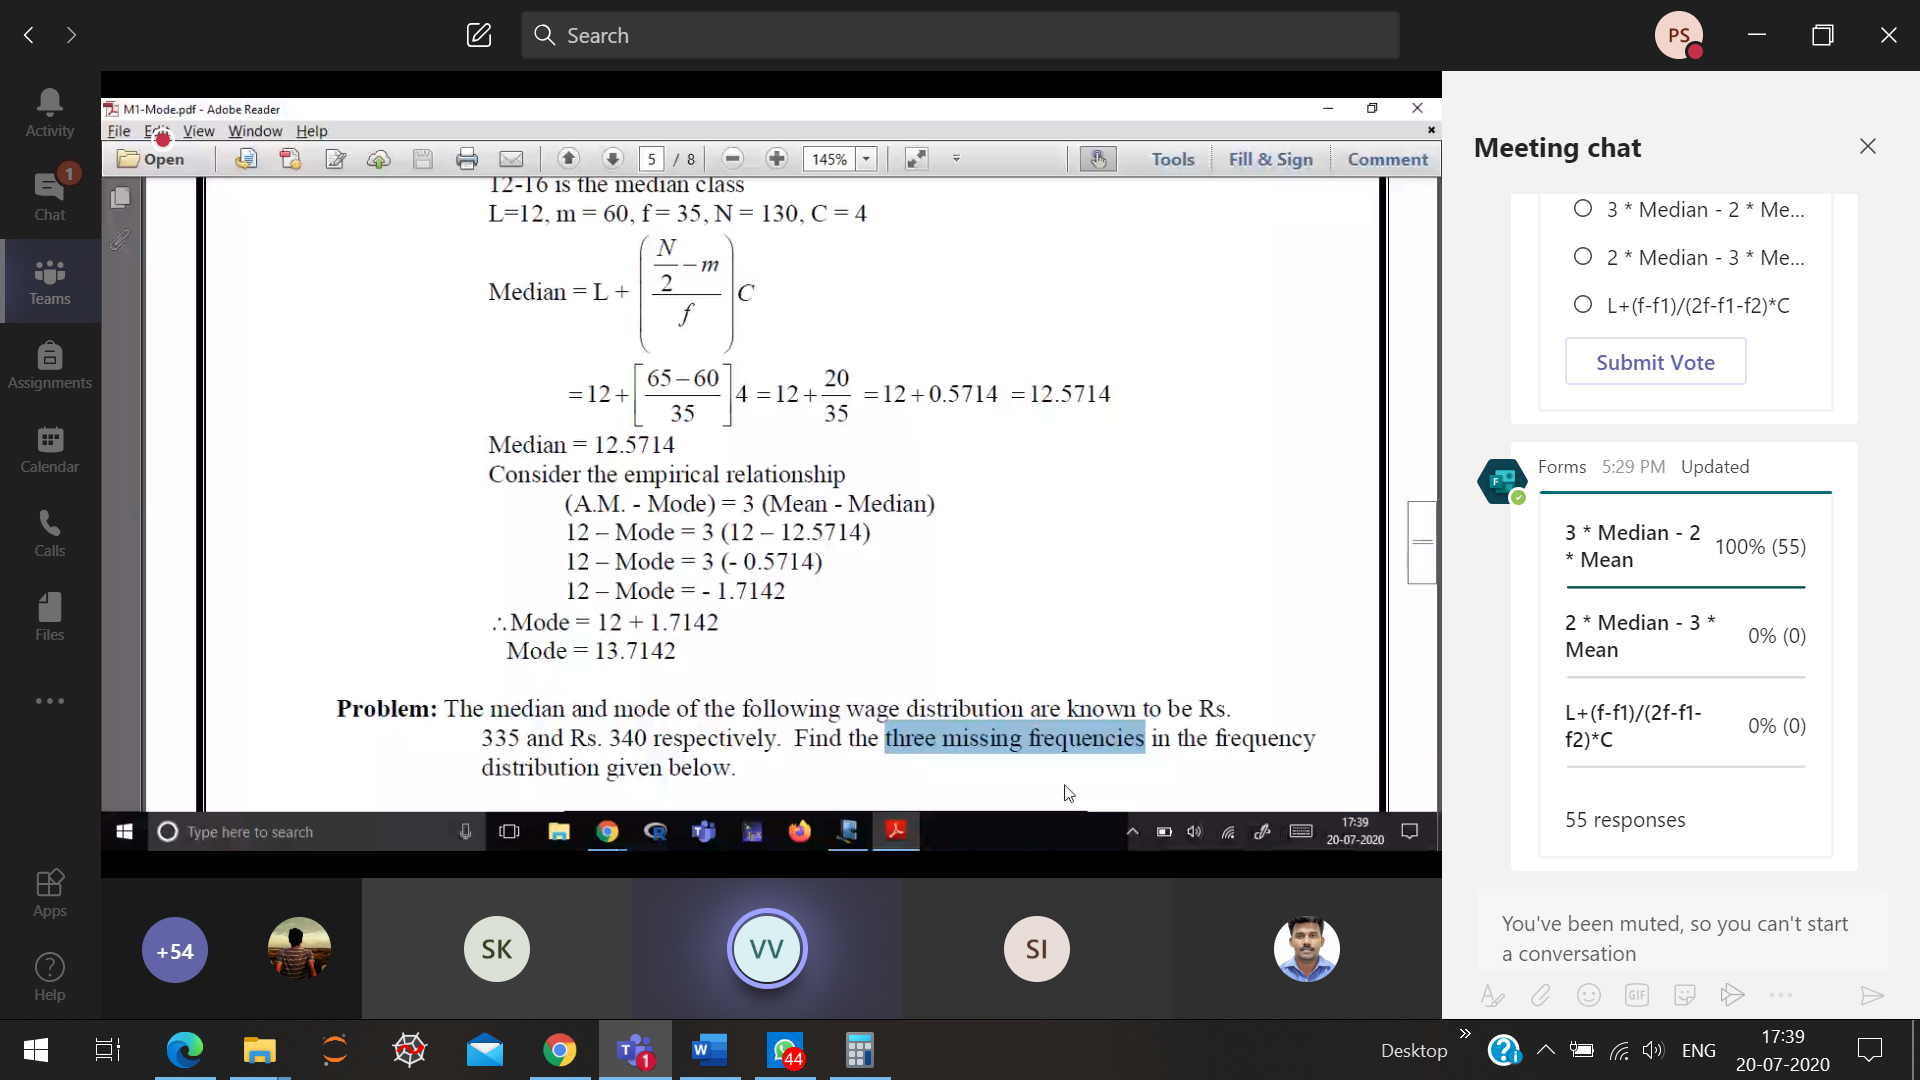 Search
PS
Activity
Chat
1
Teams
Assignments
Calendar
Calls
Files
Apps
Help
M1-Mode.pdf - Adobe Reader
File Edit View Window Help
Open
5 / 8
145%
Tools
Fill & Sign
Comment
12-16 is the median class
L=12, m = 60, f = 35, N = 130, C = 4
Median = L + ( (N/2 − m) / f ) C
= 12 + [ (65 − 60) / 35 ] 4 = 12 + 20/35 = 12 + 0.5714 = 12.5714
Median = 12.5714
Consider the empirical relationship
(A.M. - Mode) = 3 (Mean - Median)
12 – Mode = 3 (12 – 12.5714)
12 – Mode = 3 (- 0.5714)
12 – Mode = - 1.7142
∴Mode = 12 + 1.7142
Mode = 13.7142
Problem: The median and mode of the following wage distribution are known to be Rs.
335 and Rs. 340 respectively. Find the three missing frequencies in the frequency
distribution given below.
Type here to search
17:39
20-07-2020
+54
SK
VV
SI
Meeting chat
3 * Median - 2 * Me...
2 * Median - 3 * Me...
L+(f-f1)/(2f-f1-f2)*C
Submit Vote
Forms 5:29 PM Updated
3 * Median - 2
* Mean
100% (55)
2 * Median - 3 *
Mean
0% (0)
L+(f-f1)/(2f-f1-
f2)*C
0% (0)
55 responses
You've been muted, so you can't start
a conversation
GIF
1
44
Desktop
ENG
17:39
20-07-2020